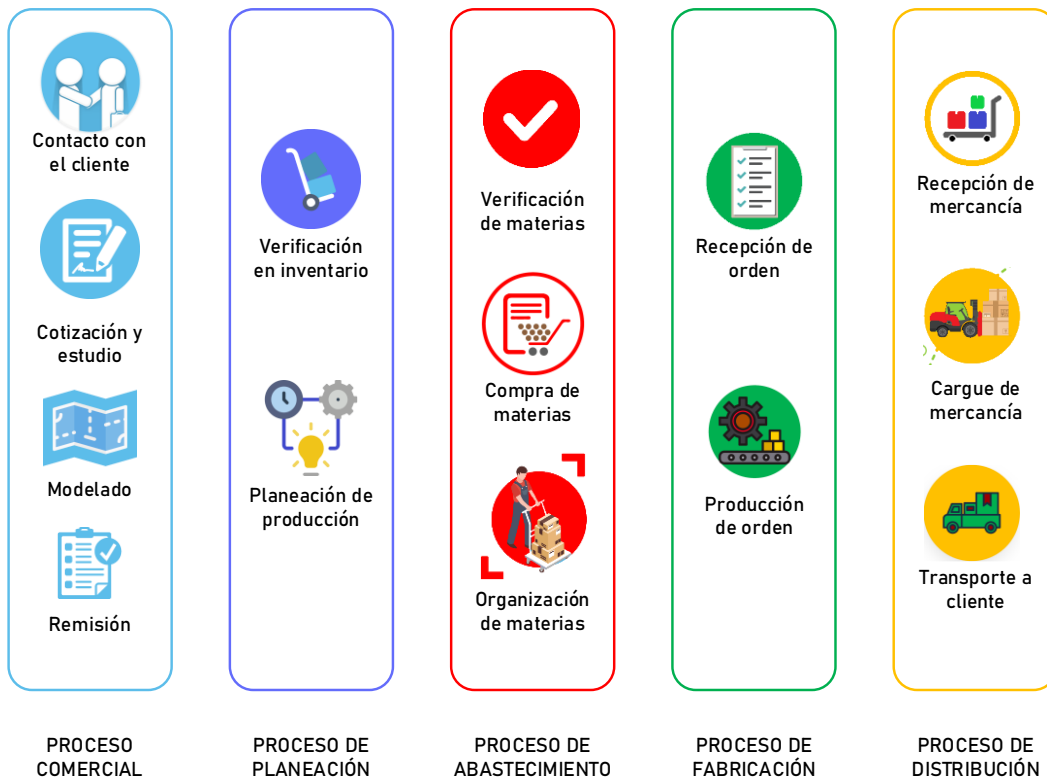 Contacto con
el cliente
Cotización y
estudio
Modelado
Remisión
PROCESO
COMERCIAL
Verificación
en inventario
Planeación de
producción
PROCESO DE
PLANEACIÓN
Verificación
de materias
Compra de
materias
Organización
de materias
PROCESO DE
ABASTECIMIENTO
Recepción de
orden
Producción
de orden
PROCESO DE
FABRICACIÓN
Recepción de
mercancía
Cargue de
mercancía
Transporte a
cliente
PROCESO DE
DISTRIBUCIÓN